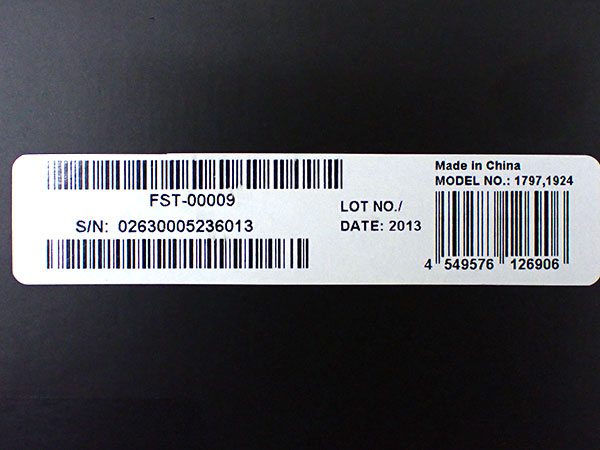 FST-00009
S/N: 02630005236013
LOT NO./
DATE: 2013
Made in China
MODEL NO.: 1797,1924
4 549576 126906